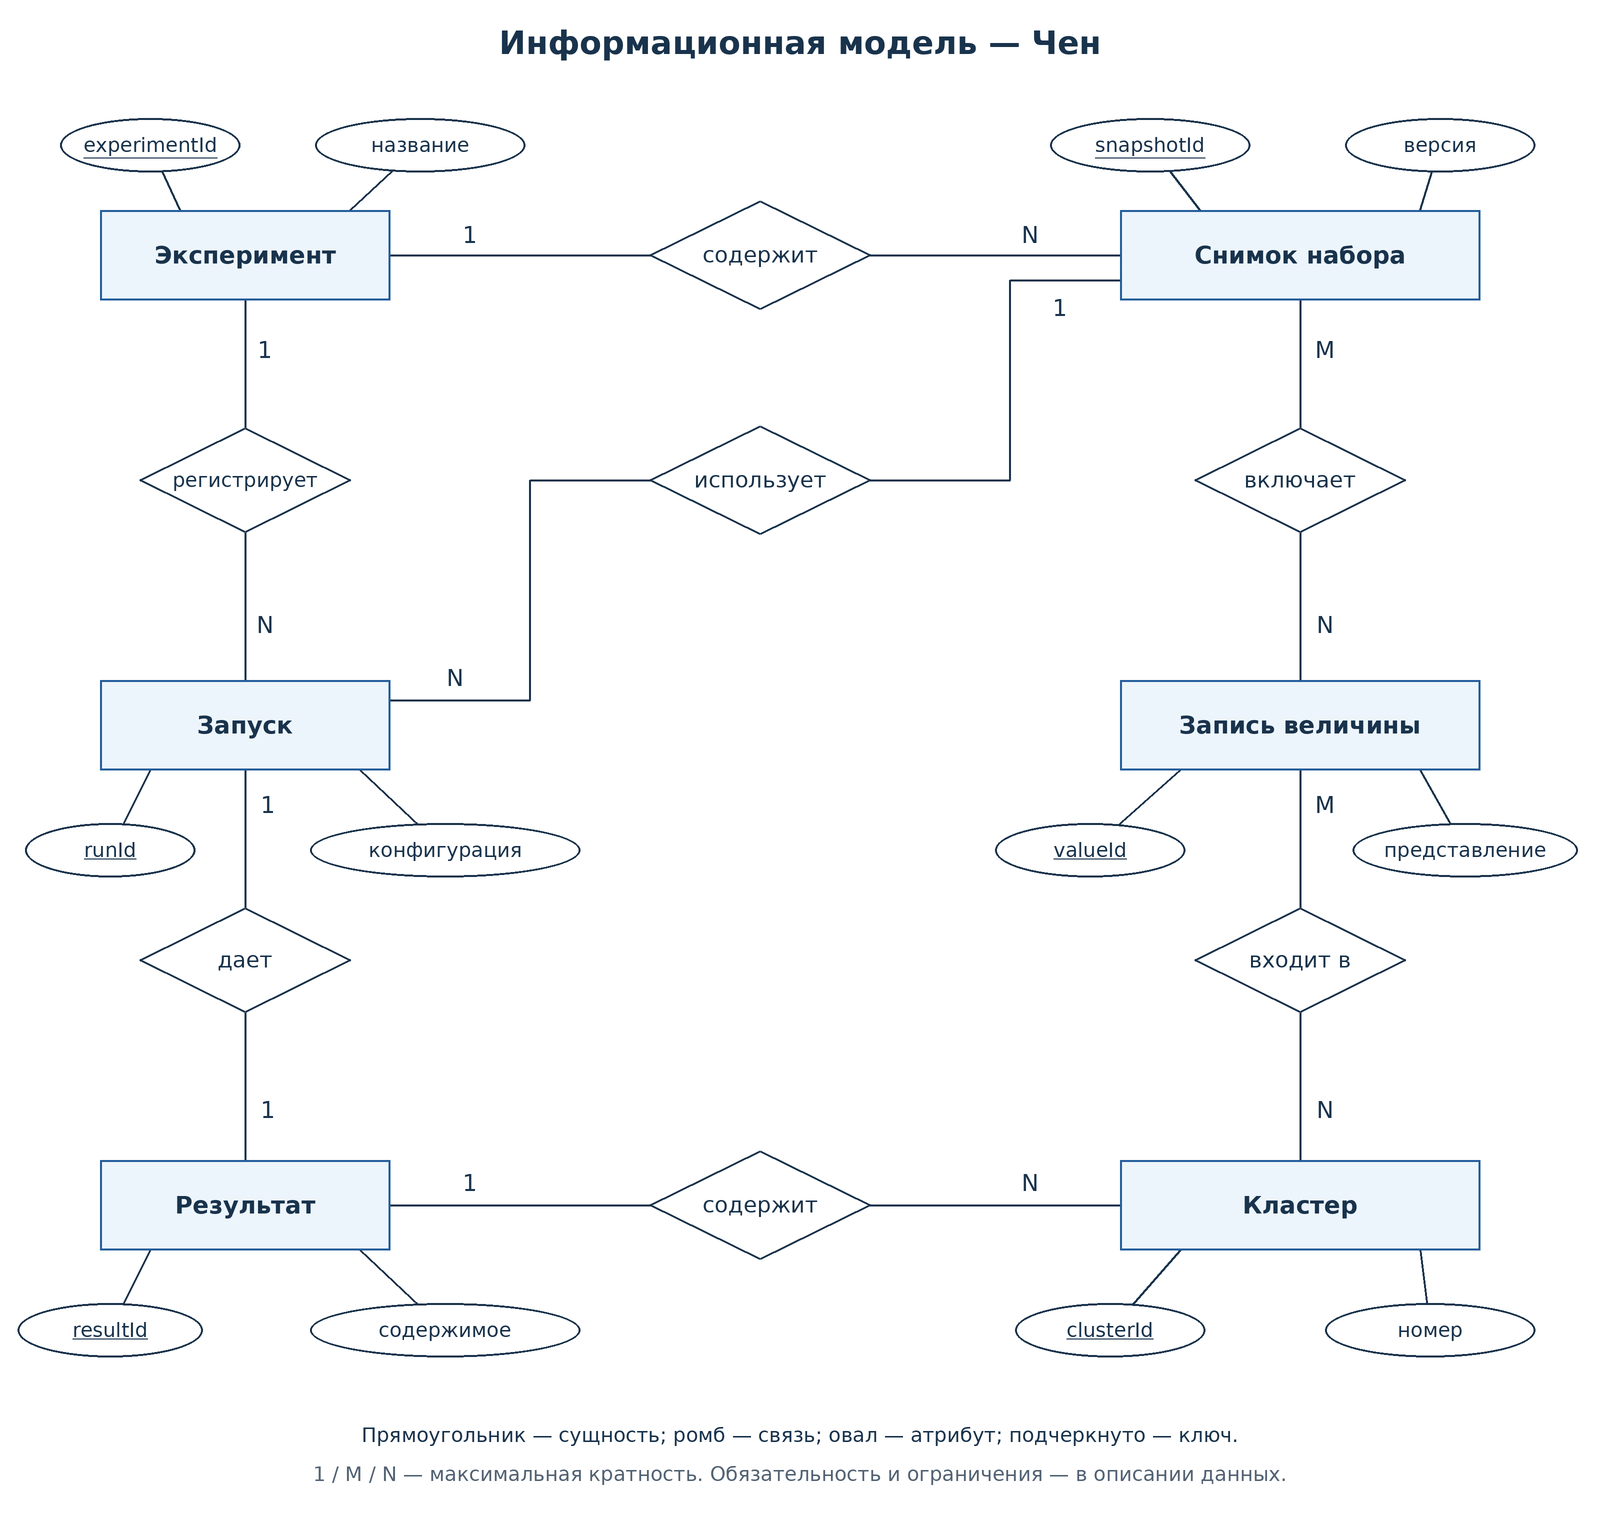 Информационная модель — Чен
experimentId
название
snapshotId
версия
Эксперимент
1
содержит
N
Снимок набора
1
1
M
регистрирует
использует
включает
N
N
N
Запуск
Запись величины
1
M
runId
конфигурация
valueId
представление
дает
входит в
1
N
Результат
1
содержит
N
Кластер
resultId
содержимое
clusterId
номер
Прямоугольник — сущность; ромб — связь; овал — атрибут; подчеркнуто — ключ.
1 / M / N — максимальная кратность. Обязательность и ограничения — в описании данных.